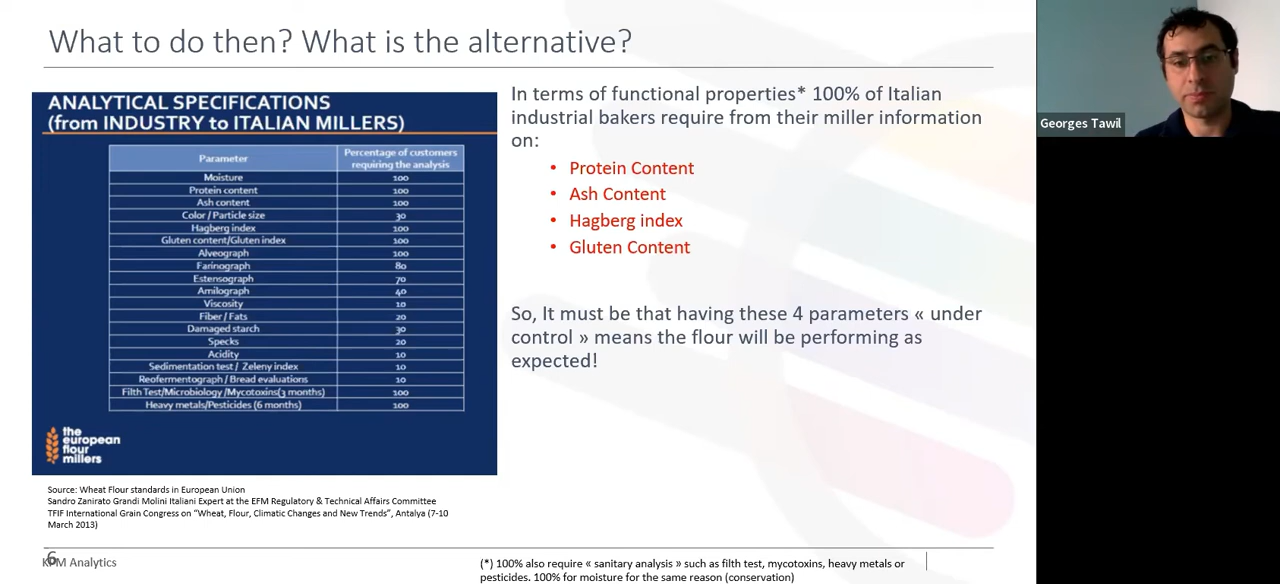 What to do then? What is the alternative?
ANALYTICAL SPECIFICATIONS
(from INDUSTRY to ITALIAN MILLERS)
Parameter Percentage of customers requiring the analysis
Moisture 100
Protein content 100
Ash content 100
Color / Particle size 30
Hagberg index 100
Gluten content/Gluten index 100
Alveograph 100
Farinograph 80
Estensograph 70
Amilograph 40
Viscosity 10
Fiber / Fats 20
Damaged starch 30
Specks 20
Acidity 10
Sedimentation test / Zeleny index 10
Reofermentograph / Bread evaluations 10
Filth Test/Microbiology /Mycotoxins(3 months) 100
Heavy metals/Pesticides (6 months) 100
the
european
flour
millers
Source: Wheat Flour standards in European Union
Sandro Zanirato Grandi Molini Italiani Expert at the EFM Regulatory & Technical Affairs Committee
TFIF International Grain Congress on "Wheat, Flour, Climatic Changes and New Trends", Antalya (7-10
March 2013)
In terms of functional properties* 100% of Italian
industrial bakers require from their miller information
on:
• Protein Content
• Ash Content
• Hagberg index
• Gluten Content
So, It must be that having these 4 parameters « under
control » means the flour will be performing as
expected!
6
KPM Analytics
(*) 100% also require « sanitary analysis » such as filth test, mycotoxins, heavy metals or
pesticides. 100% for moisture for the same reason (conservation)
Georges Tawil